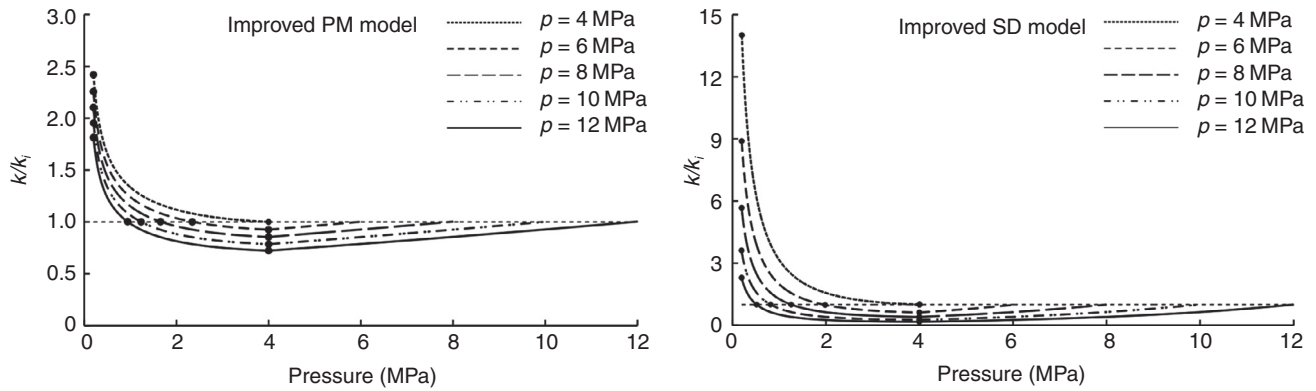 Improved PM model
p = 4 MPa
p = 6 MPa
p = 8 MPa
p = 10 MPa
p = 12 MPa
3.0
2.5
2.0
1.5
1.0
0.5
0
k/ki
0 2 4 6 8 10 12
Pressure (MPa)
Improved SD model
p = 4 MPa
p = 6 MPa
p = 8 MPa
p = 10 MPa
p = 12 MPa
15
12
9
6
3
0
k/ki
0 2 4 6 8 10 12
Pressure (MPa)